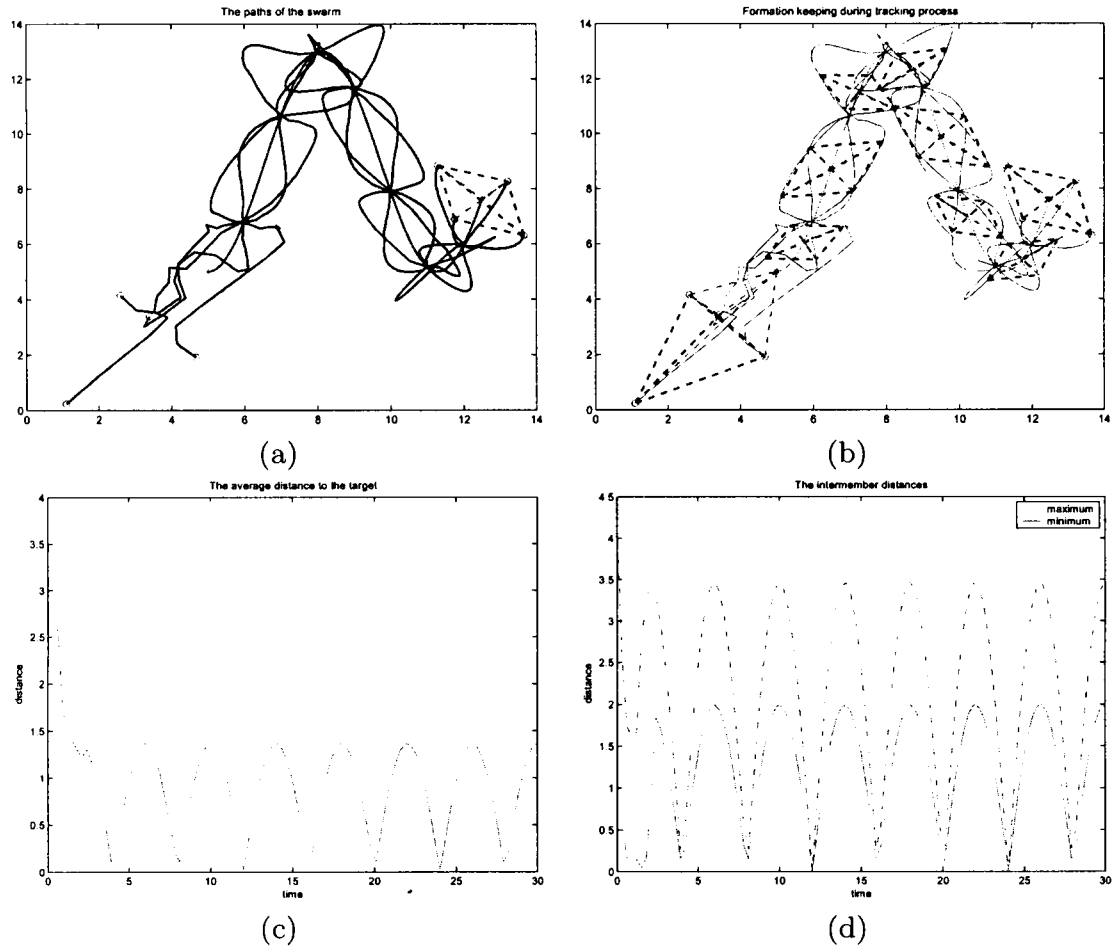 The paths of the swarm
14
12
10
8
6
4
2
0
0 2 4 6 8 10 12 14
(a)
Formation keeping during tracking process
14
12
10
8
6
4
2
0
0 2 4 6 8 10 12 14
(b)
The average distance to the target
4
3.5
3
2.5
2
1.5
1
0.5
0
distance
0 5 10 15 20 25 30
time
(c)
The intermember distances
4.5
4
3.5
3
2.5
2
1.5
1
0.5
0
distance
maximum
minimum
0 5 10 15 20 25 30
time
(d)